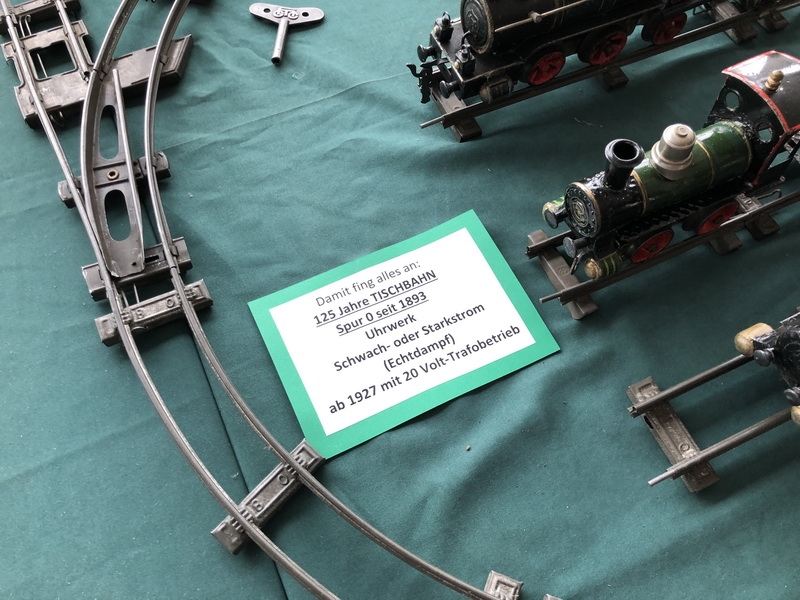 Damit fing alles an:
125 Jahre TISCHBAHN
Spur 0 seit 1893
Uhrwerk
Schwach- oder Starkstrom
(Echtdampf)
ab 1927 mit 20 Volt-Trafobetrieb